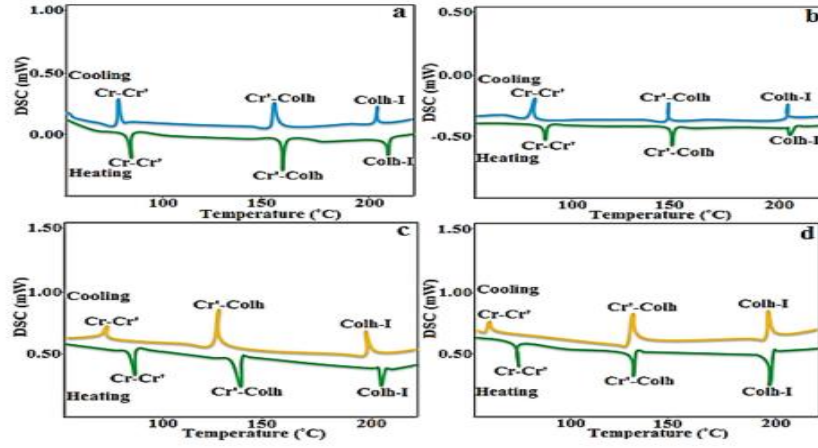 a
1.00
0.50
0.00
DSC (mW)
Cooling
Cr-Cr'
Cr'-Colh
Colh-I
Cr-Cr'
Cr'-Colh
Colh-I
Heating
100
150
200
Temperature (°C)
b
0.50
0.00
-0.50
DSC (mW)
Cooling
Cr-Cr'
Cr'-Colh
Colh-I
Cr-Cr'
Cr'-Colh
Colh-I
Heating
100
150
200
Temperature (°C)
c
1.50
1.00
0.50
DSC (mW)
Cooling
Cr-Cr'
Cr'-Colh
Colh-I
Cr-Cr'
Cr'-Colh
Colh-I
Heating
100
150
200
Temperature (°C)
d
1.50
1.00
0.50
DSC (mW)
Cooling
Cr-Cr'
Cr'-Colh
Colh-I
Cr-Cr'
Cr'-Colh
Colh-I
Heating
100
150
200
Temperature (°C)